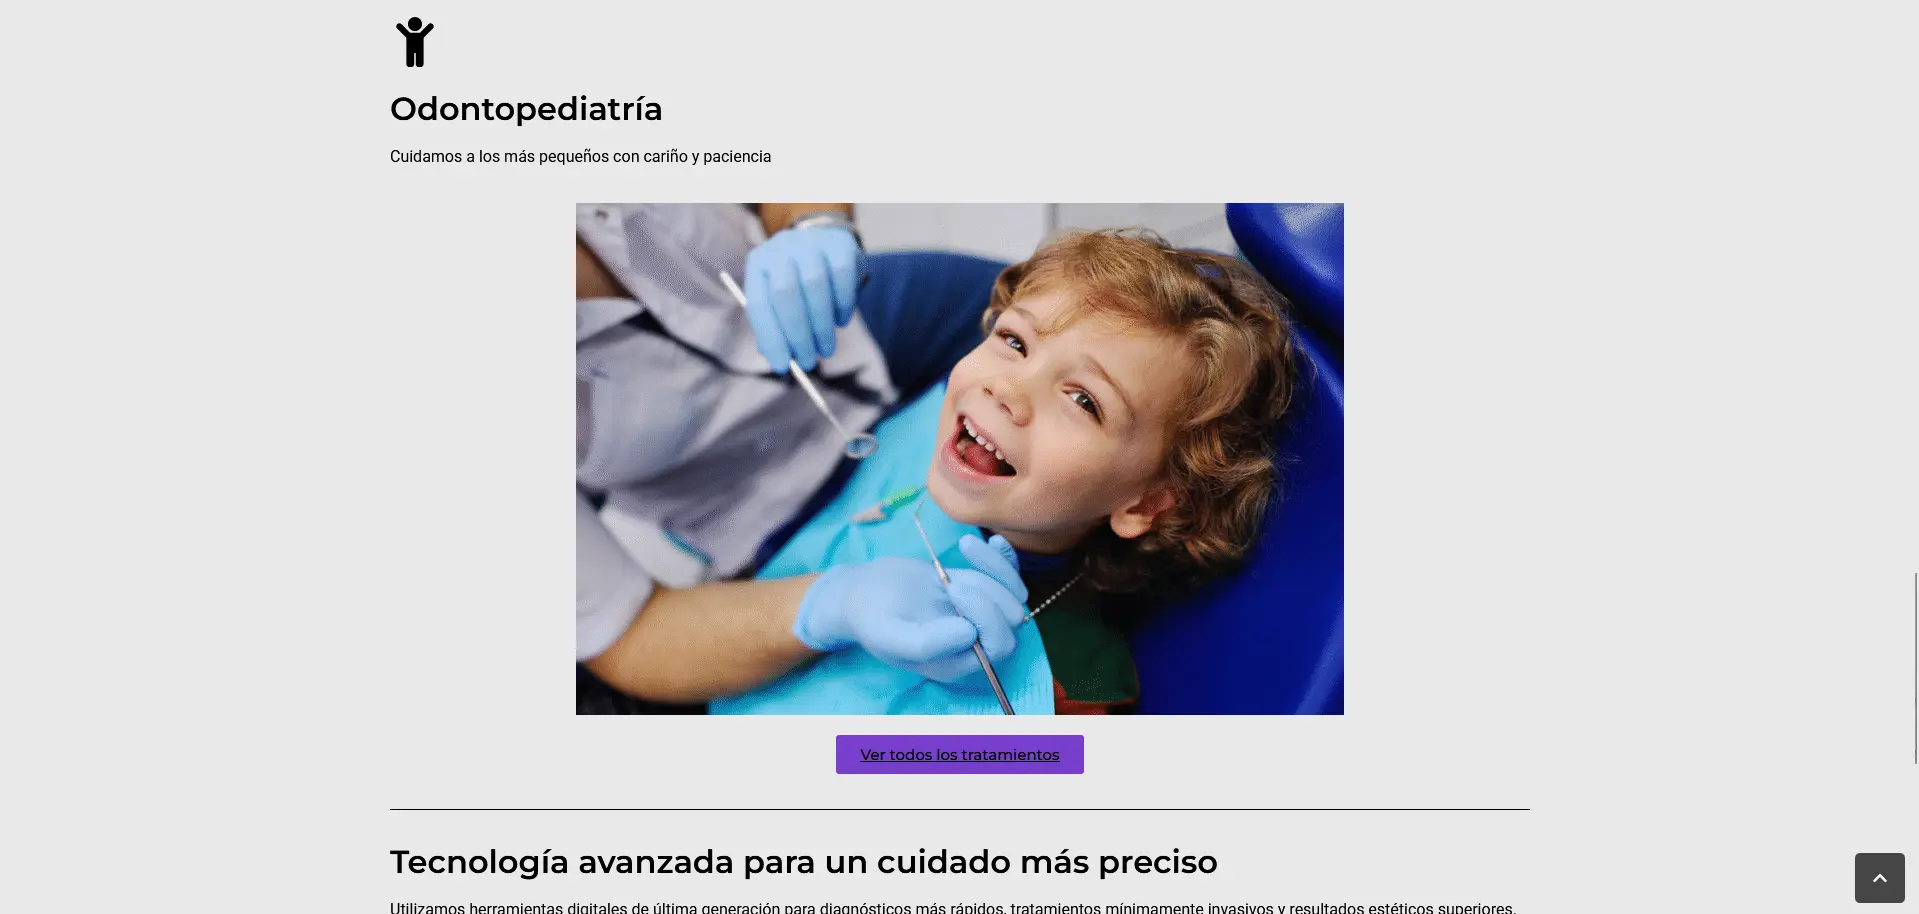 Odontopediatría
Cuidamos a los más pequeños con cariño y paciencia
Ver todos los tratamientos
Tecnología avanzada para un cuidado más preciso
Utilizamos herramientas digitales de última generación para diagnósticos más rápidos, tratamientos mínimamente invasivos y resultados estéticos superiores.